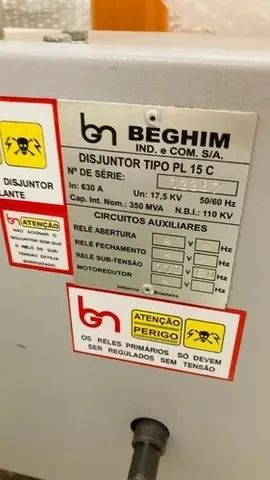 bgn BEGHIM
IND. e COM. S/A.
DISJUNTOR TIPO PL 15 C
Nº DE SÉRIE:
In: 630 A Un: 17,5 KV 50/60 Hz
Cap. Int. Nom.: 350 MVA N.B.I.: 110 KV
CIRCUITOS AUXILIARES
RELÉ ABERTURA V Hz
RELÉ FECHAMENTO V Hz
RELÉ SUB-TENSÃO V Hz
MOTOREDUTOR V Hz
Indústria Brasileira
DISJUNTOR
LANTE
ATENÇÃO
NÃO ACIONAR O
DISJUNTOR SEM QUE
O RELE DE SUB-
TENSÃO ESTEJA
ENERGIZADO
ATENÇÃO
PERIGO
OS RELES PRIMÁRIOS SÓ DEVEM
SER REGULADOS SEM TENSÃO